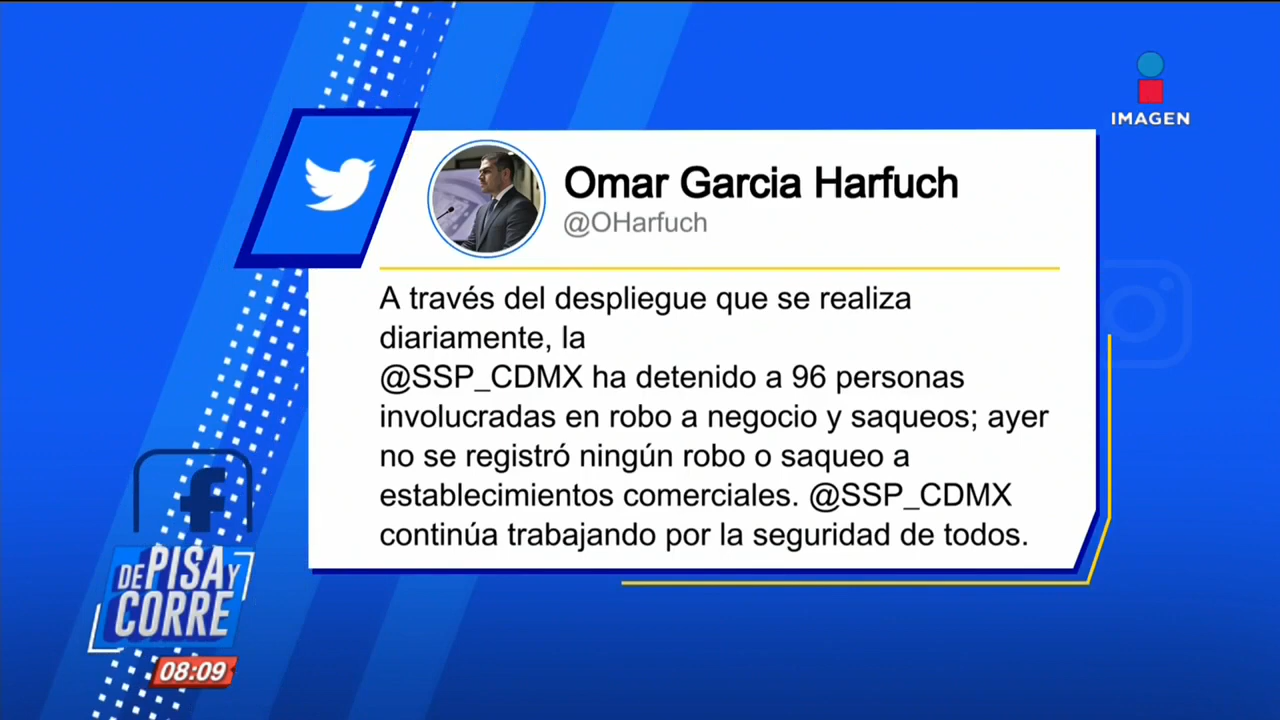 IMAGEN
Omar Garcia Harfuch
@OHarfuch
A través del despliegue que se realiza
diariamente, la
@SSP_CDMX ha detenido a 96 personas
involucradas en robo a negocio y saqueos; ayer
no se registró ningún robo o saqueo a
establecimientos comerciales. @SSP_CDMX
continúa trabajando por la seguridad de todos.
DE PISA Y
CORRE
08:09